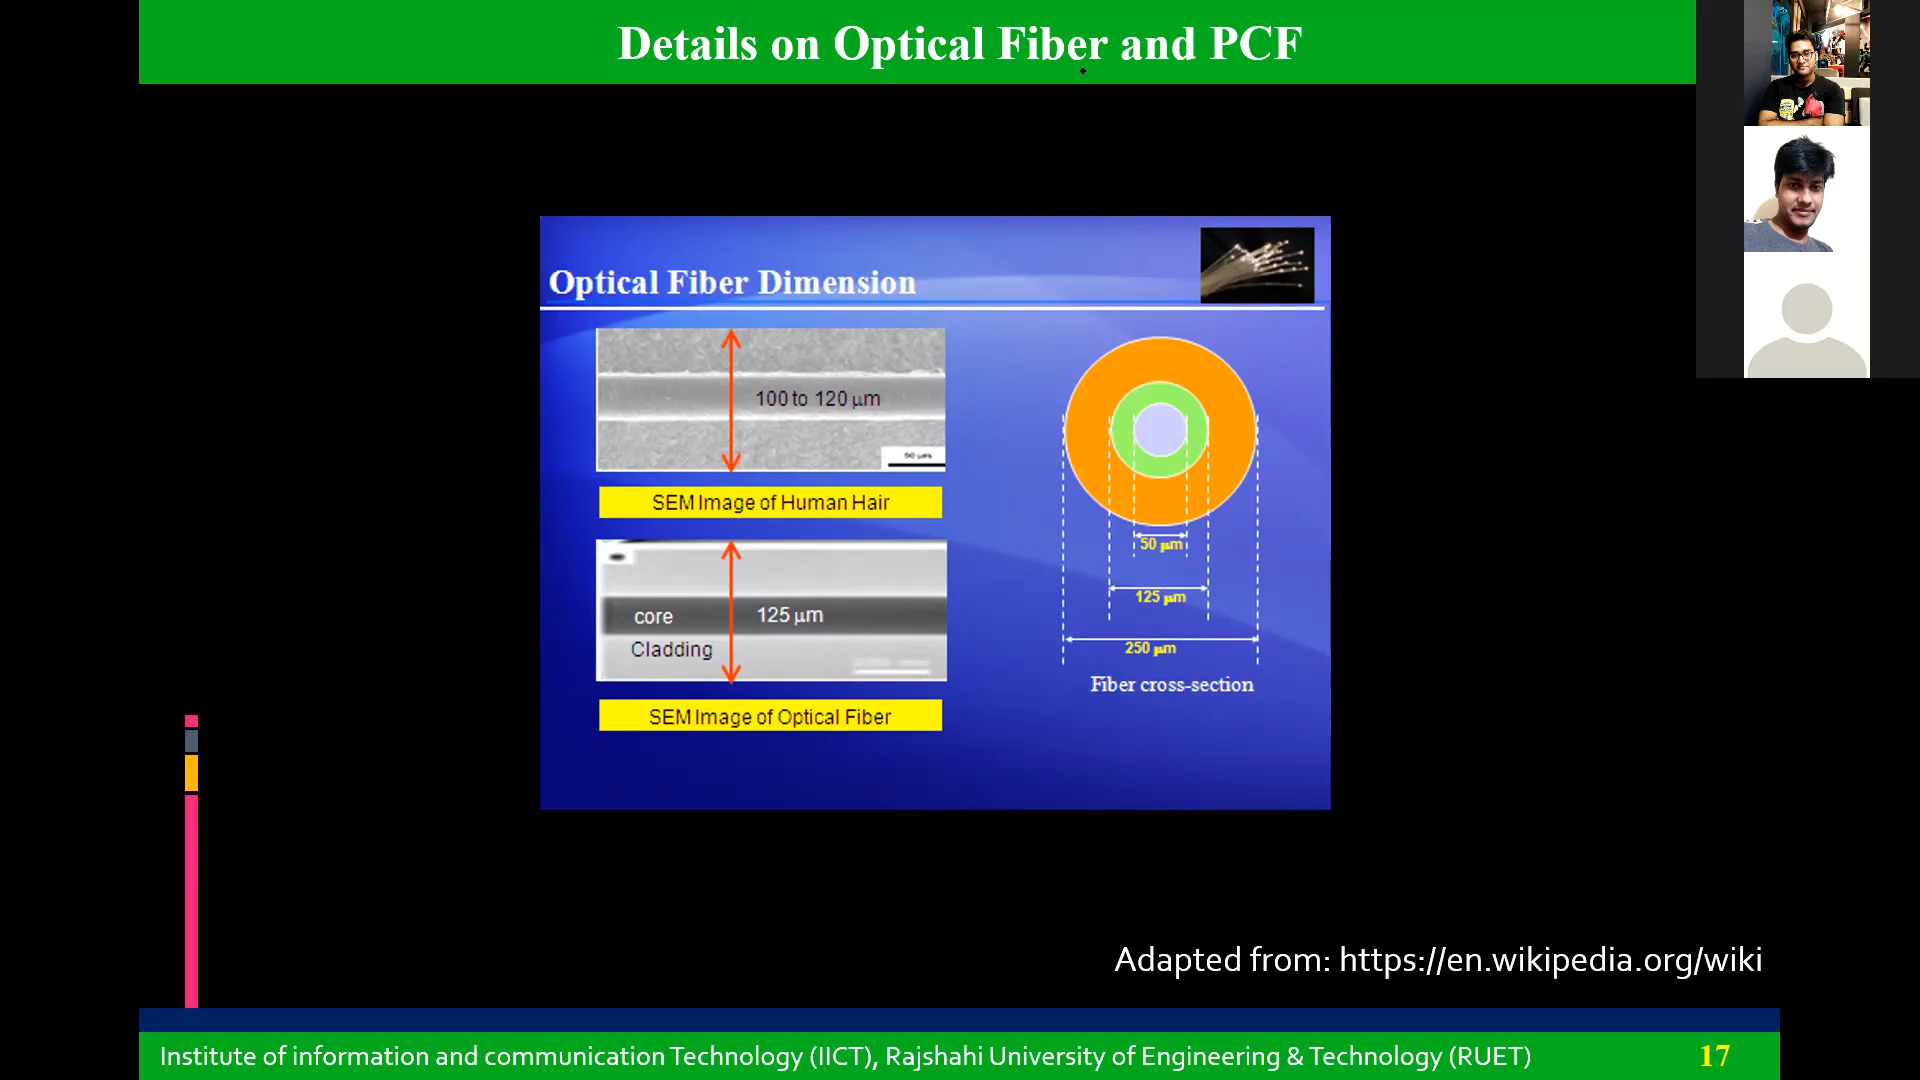 Details on Optical Fiber and PCF
Optical Fiber Dimension
100 to 120 μm
50 μm
SEM Image of Human Hair
core
125 μm
Cladding
SEM Image of Optical Fiber
50 μm
125 μm
250 μm
Fiber cross-section
Adapted from: https://en.wikipedia.org/wiki
Institute of information and communication Technology (IICT), Rajshahi University of Engineering & Technology (RUET)
17